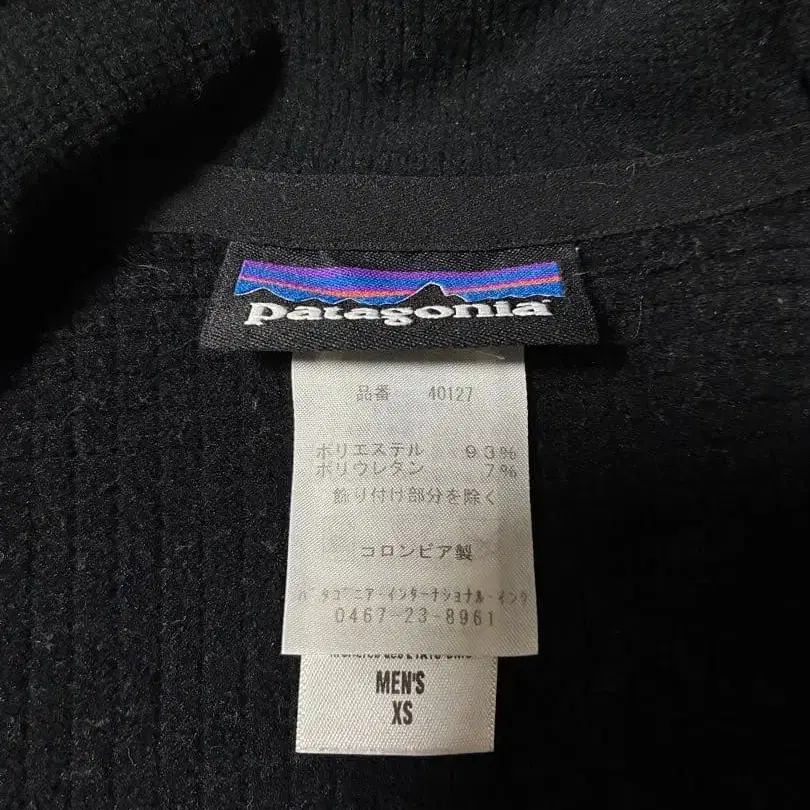 patagonia
品番 40127
ポリエステル 93%
ポリウレタン 7%
飾り付け部分を除く
コロンビア製
パタゴニア・インターナショナル・インク
0467-23-8961
MEN'S
XS